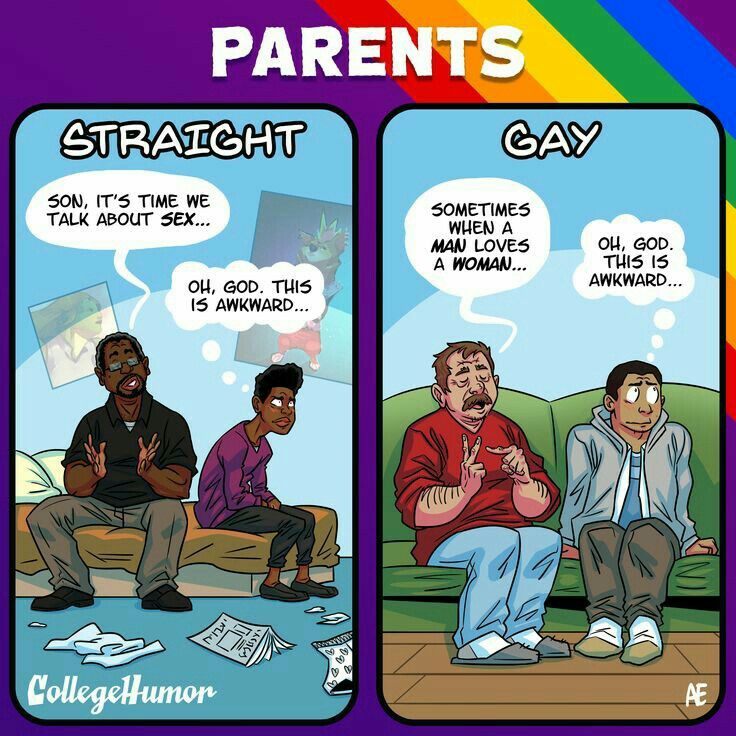 PARENTS
STRAIGHT
SON, IT'S TIME WE
TALK ABOUT SEX...
OH, GOD. THIS
IS AWKWARD...
COLLEGEHUMOR
GAY
SOMETIMES
WHEN A
MAN LOVES
A WOMAN...
OH, GOD.
THIS IS
AWKWARD...
AE